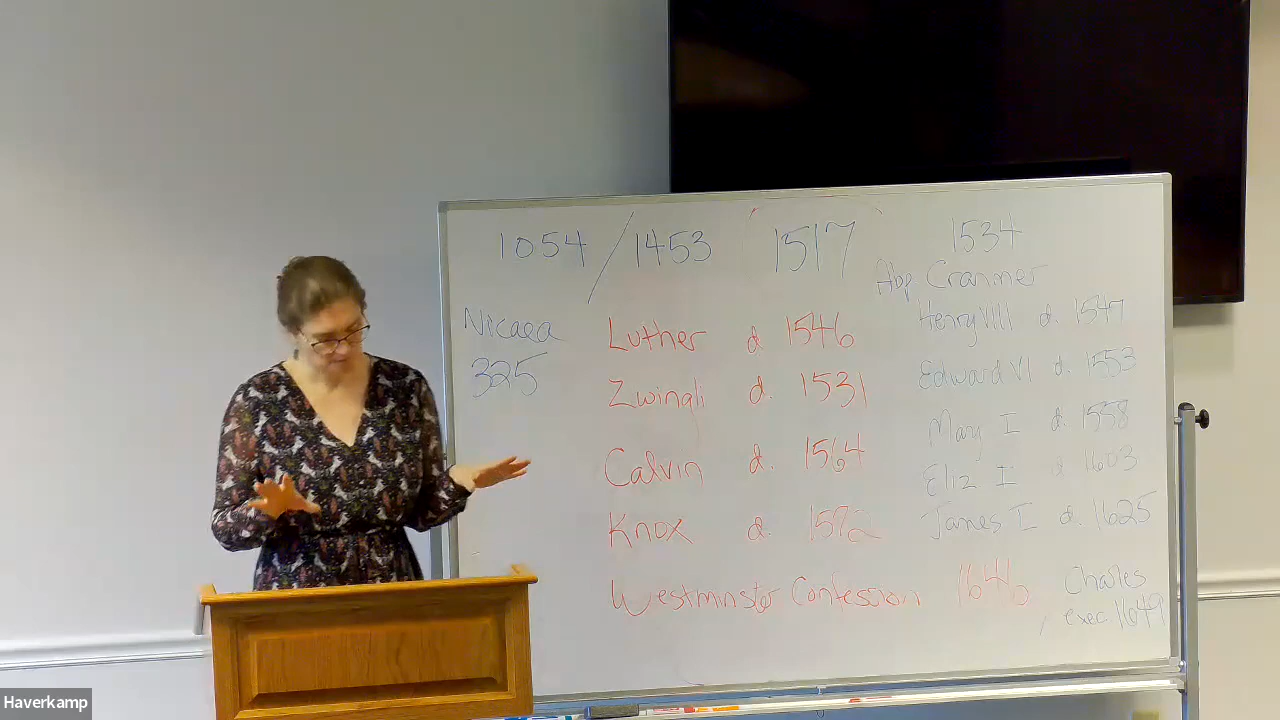 1054 / 1453 1517 1534
Abp Cranmer
Nicaea
325
Luther d. 1546
Zwingli d. 1531
Calvin d. 1564
Knox d. 1572
Westminster Confession 1646
Henry VIII d. 1547
Edward VI d. 1553
Mary I d. 1558
Eliz I d. 1603
James I d. 1625
Charles
exec 1649
Haverkamp